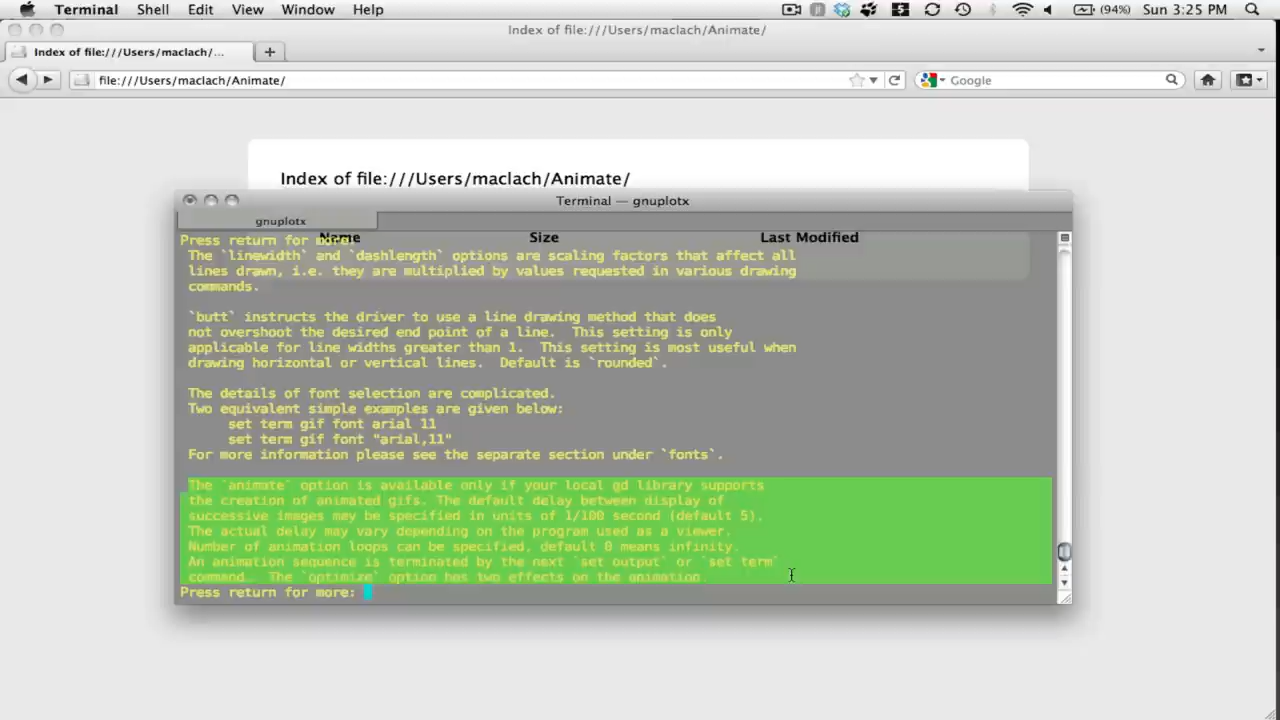 Terminal Shell Edit View Window Help (94%) Sun 3:25 PM
Index of file:///Users/maclach/Animate/
Index of file:///Users/maclach/...
file:///Users/maclach/Animate/
Google
Index of file:///Users/maclach/Animate/
Terminal — gnuplotx
gnuplotx
Name Size Last Modified
Press return for more:
The `linewidth` and `dashlength` options are scaling factors that affect all
lines drawn, i.e. they are multiplied by values requested in various drawing
commands.
`butt` instructs the driver to use a line drawing method that does
not overshoot the desired end point of a line.  This setting is only
applicable for line widths greater than 1.  This setting is most useful when
drawing horizontal or vertical lines.  Default is `rounded`.
The details of font selection are complicated.
Two equivalent simple examples are given below:
set term gif font arial 11
set term gif font "arial,11"
For more information please see the separate section under `fonts`.
The `animate` option is available only if your local gd library supports
the creation of animated gifs. The default delay between display of
successive images may be specified in units of 1/100 second (default 5).
The actual delay may vary depending on the program used as a viewer.
Number of animation loops can be specified, default 0 means infinity.
An animation sequence is terminated by the next `set output` or `set term`
command.  The `optimize` option has two effects on the animation.
Press return for more: